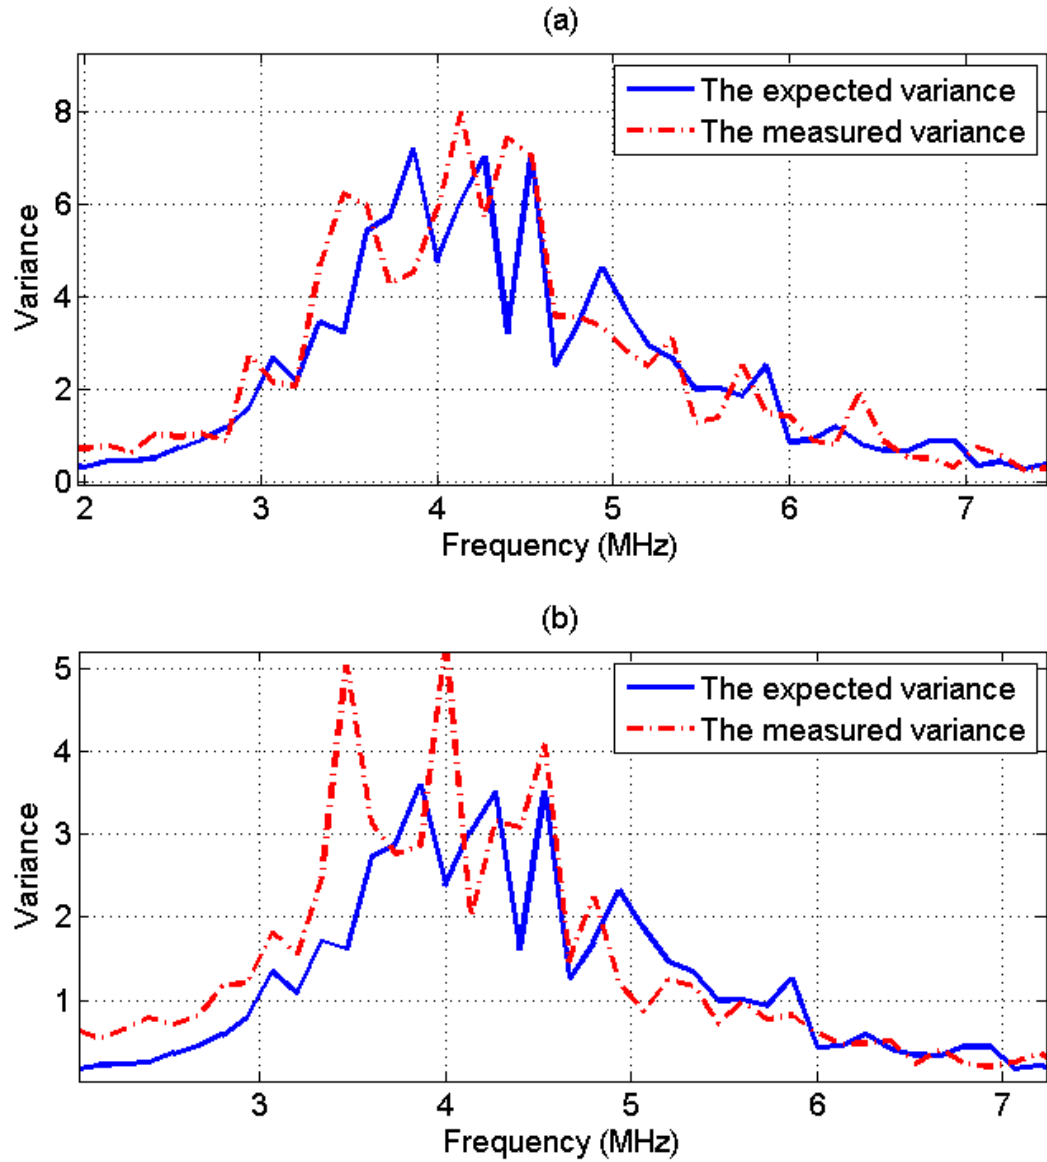 (a)
The expected variance
The measured variance
8
6
4
2
0
Variance
2 3 4 5 6 7
Frequency (MHz)
(b)
The expected variance
The measured variance
5
4
3
2
1
Variance
3 4 5 6 7
Frequency (MHz)